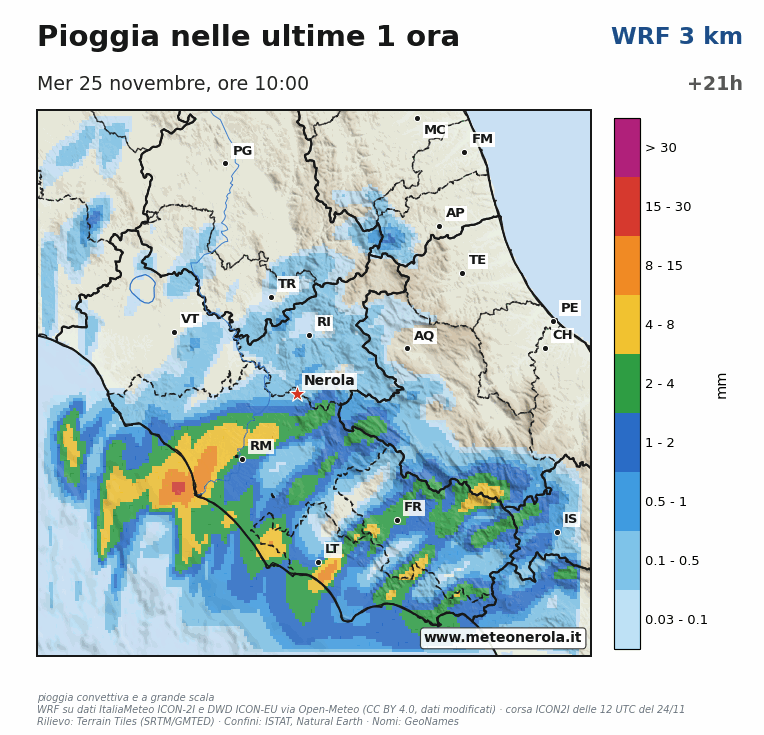 Pioggia nelle ultime 1 ora
WRF 3 km
Mer 25 novembre, ore 10:00
+21h
MC
FM
PG
AP
TE
TR
PE
VT
RI
AQ
CH
Nerola
RM
FR
IS
LT
www.meteonerola.it
> 30
15 - 30
8 - 15
4 - 8
2 - 4
1 - 2
0.5 - 1
0.1 - 0.5
0.03 - 0.1
mm
pioggia convettiva e a grande scala
WRF su dati ItaliaMeteo ICON-2I e DWD ICON-EU via Open-Meteo (CC BY 4.0, dati modificati) · corsa ICON2I delle 12 UTC del 24/11
Rilievo: Terrain Tiles (SRTM/GMTED) · Confini: ISTAT, Natural Earth · Nomi: GeoNames